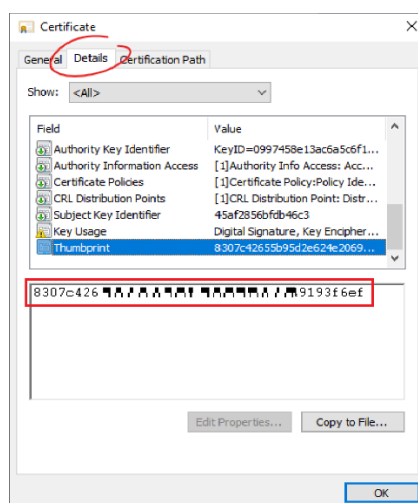 Certificate
General Details Certification Path
Show: <All>
Field Value
Authority Key Identifier KeyID=0997458e13ac6a5c6f1...
Authority Information Access [1]Authority Info Access: Acc...
Certificate Policies [1]Certificate Policy:Policy Ide...
CRL Distribution Points [1]CRL Distribution Point: Distr...
Subject Key Identifier 45af2856bfdb46c3
Key Usage Digital Signature, Key Encipher...
Thumbprint 8307c42655b95d2e624e2069...
8307c426 9193f6ef
Edit Properties... Copy to File...
OK